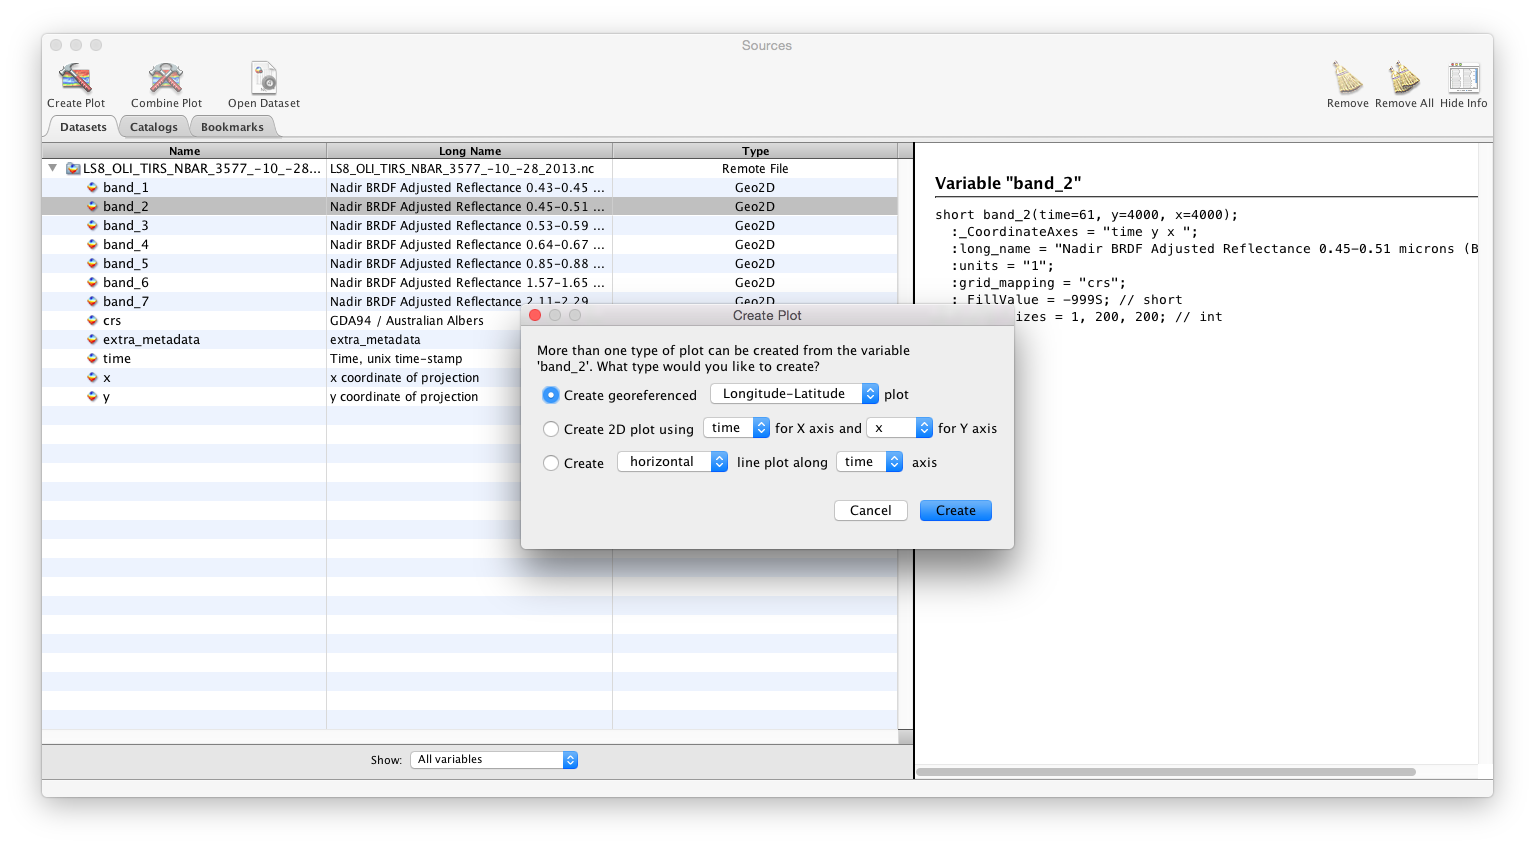 Sources
Create Plot Combine Plot Open Dataset Remove Remove All Hide Info
Datasets Catalogs Bookmarks
Name Long Name Type
LS8_OLI_TIRS_NBAR_3577_-10_-28... LS8_OLI_TIRS_NBAR_3577_-10_-28_2013.nc Remote File
band_1 Nadir BRDF Adjusted Reflectance 0.43-0.45 ... Geo2D
band_2 Nadir BRDF Adjusted Reflectance 0.45-0.51 ... Geo2D
band_3 Nadir BRDF Adjusted Reflectance 0.53-0.59 ... Geo2D
band_4 Nadir BRDF Adjusted Reflectance 0.64-0.67 ... Geo2D
band_5 Nadir BRDF Adjusted Reflectance 0.85-0.88 ... Geo2D
band_6 Nadir BRDF Adjusted Reflectance 1.57-1.65 ... Geo2D
band_7 Nadir BRDF Adjusted Reflectance 2.11-2.29 Geo2D
crs GDA94 / Australian Albers
extra_metadata extra_metadata
time Time, unix time-stamp
x x coordinate of projection
y y coordinate of projection
Show: All variables
Variable "band_2"
short band_2(time=61, y=4000, x=4000);
:_CoordinateAxes = "time y x ";
:long_name = "Nadir BRDF Adjusted Reflectance 0.45-0.51 microns (B
:units = "1";
:grid_mapping = "crs";
:_FillValue = -999S; // short
izes = 1, 200, 200; // int
Create Plot
More than one type of plot can be created from the variable
'band_2'. What type would you like to create?
Create georeferenced Longitude-Latitude plot
Create 2D plot using time for X axis and x for Y axis
Create horizontal line plot along time axis
Cancel Create